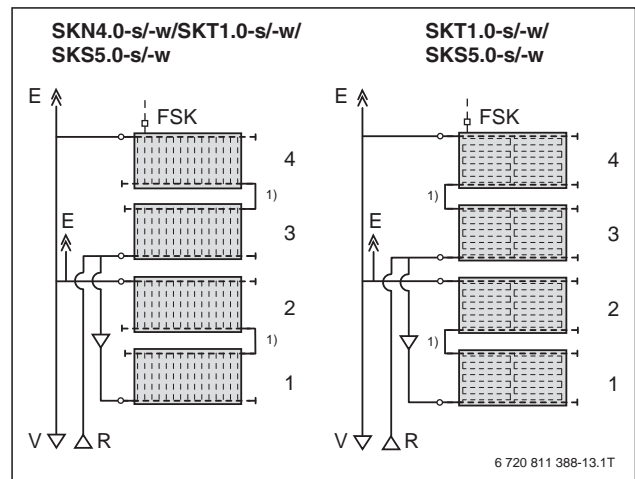 SKN4.0-s/-w/SKT1.0-s/-w/
SKS5.0-s/-w
E
FSK
4
1)
3
E
2
1)
1
V
R
SKT1.0-s/-w/
SKS5.0-s/-w
E
FSK
4
1)
3
E
2
1)
1
V
R
6 720 811 388-13.1T